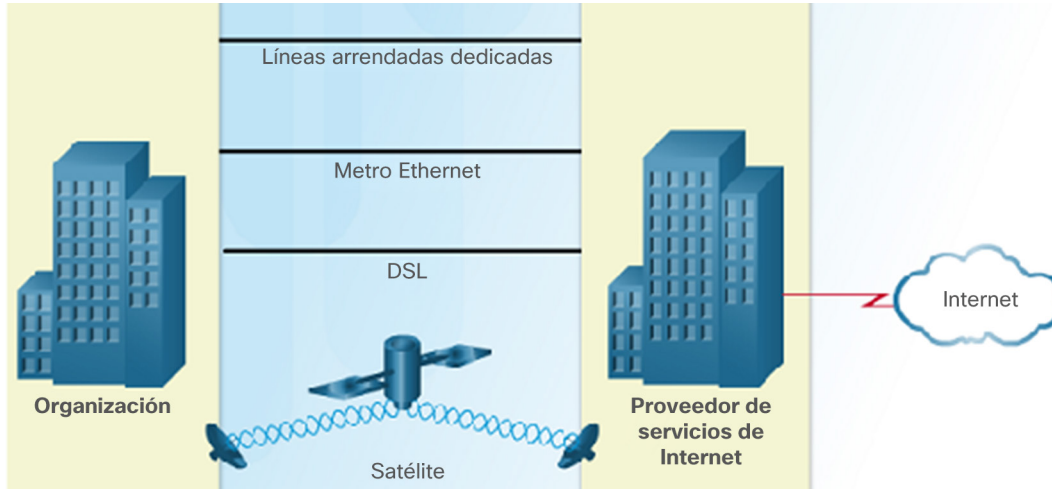 Líneas arrendadas dedicadas
Metro Ethernet
DSL
Internet
Organización
Proveedor de
servicios de
Internet
Satélite